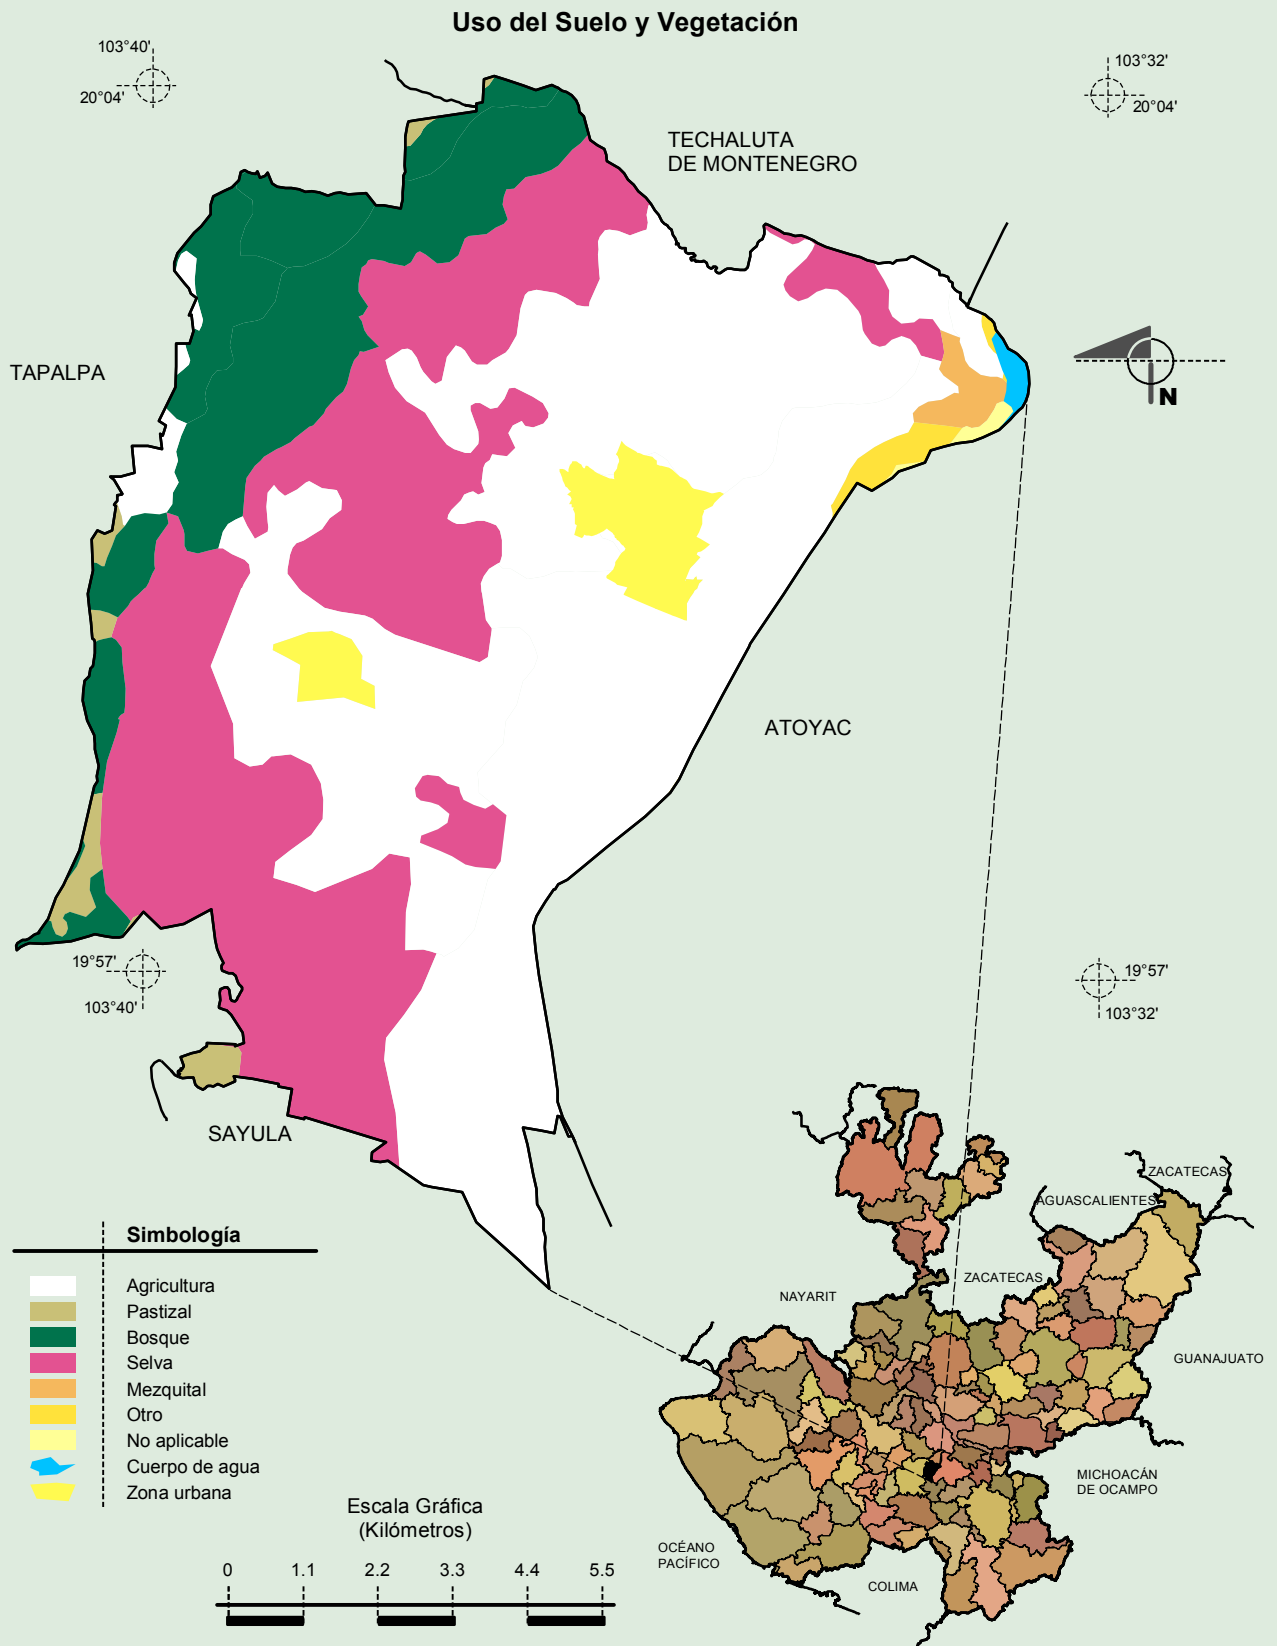 Uso del Suelo y Vegetación
103°40'
20°04'
103°32'
20°04'
TECHALUTA
DE MONTENEGRO
TAPALPA
N
ATOYAC
19°57'
103°40'
19°57'
103°32'
SAYULA
Simbología
Agricultura
Pastizal
Bosque
Selva
Mezquital
Otro
No aplicable
Cuerpo de agua
Zona urbana
Escala Gráfica
(Kilómetros)
0 1.1 2.2 3.3 4.4 5.5
ZACATECAS
AGUASCALIENTES
ZACATECAS
NAYARIT
GUANAJUATO
MICHOACÁN
DE OCAMPO
OCÉANO
PACÍFICO
COLIMA